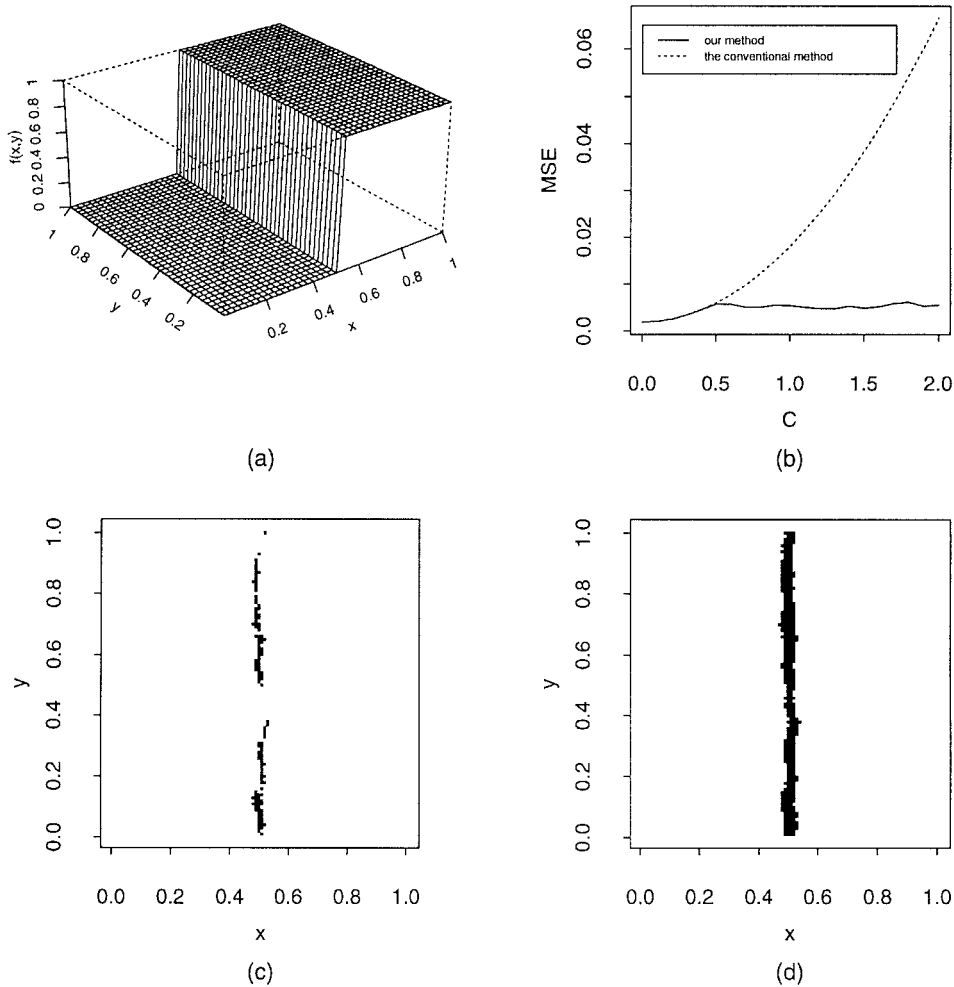 f(x,y)
0 0.2 0.4 0.6 0.8 1
1 0.8 0.6 0.4 0.2
y
0.2 0.4 0.6 0.8 1
x
(a)
our method
the conventional method
MSE
0.0 0.02 0.04 0.06
0.0 0.5 1.0 1.5 2.0
C
(b)
y
0.0 0.2 0.4 0.6 0.8 1.0
0.0 0.2 0.4 0.6 0.8 1.0
x
(c)
y
0.0 0.2 0.4 0.6 0.8 1.0
0.0 0.2 0.4 0.6 0.8 1.0
x
(d)